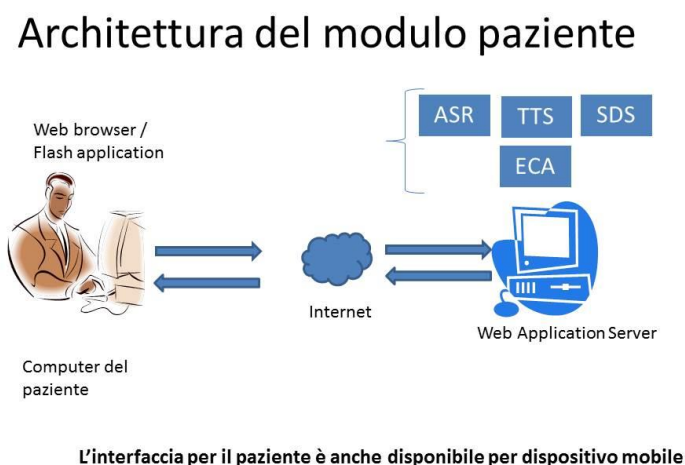 Architettura del modulo paziente
ASR TTS SDS
ECA
Web browser /
Flash application
Internet
Web Application Server
Computer del
paziente
L'interfaccia per il paziente è anche disponibile per dispositivo mobile